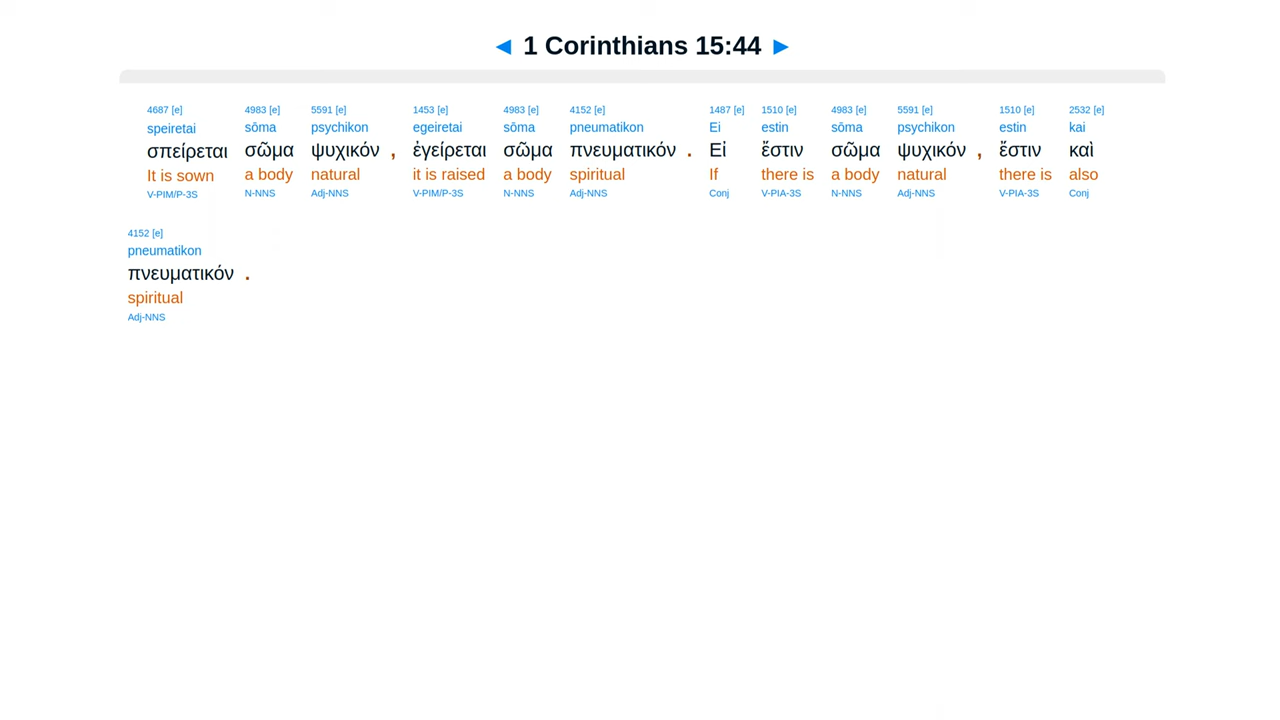 ◄ 1 Corinthians 15:44 ►
4687 [e] 4983 [e] 5591 [e] 1453 [e] 4983 [e] 4152 [e] 1487 [e] 1510 [e] 4983 [e] 5591 [e] 1510 [e] 2532 [e]
speiretai sōma psychikon egeiretai sōma pneumatikon Ei estin sōma psychikon estin kai
σπείρεται σῶμα ψυχικόν , ἐγείρεται σῶμα πνευματικόν . Εἰ ἔστιν σῶμα ψυχικόν , ἔστιν καὶ
It is sown a body natural it is raised a body spiritual If there is a body natural there is also
V-PIM/P-3S N-NNS Adj-NNS V-PIM/P-3S N-NNS Adj-NNS Conj V-PIA-3S N-NNS Adj-NNS V-PIA-3S Conj
4152 [e]
pneumatikon
πνευματικόν .
spiritual
Adj-NNS